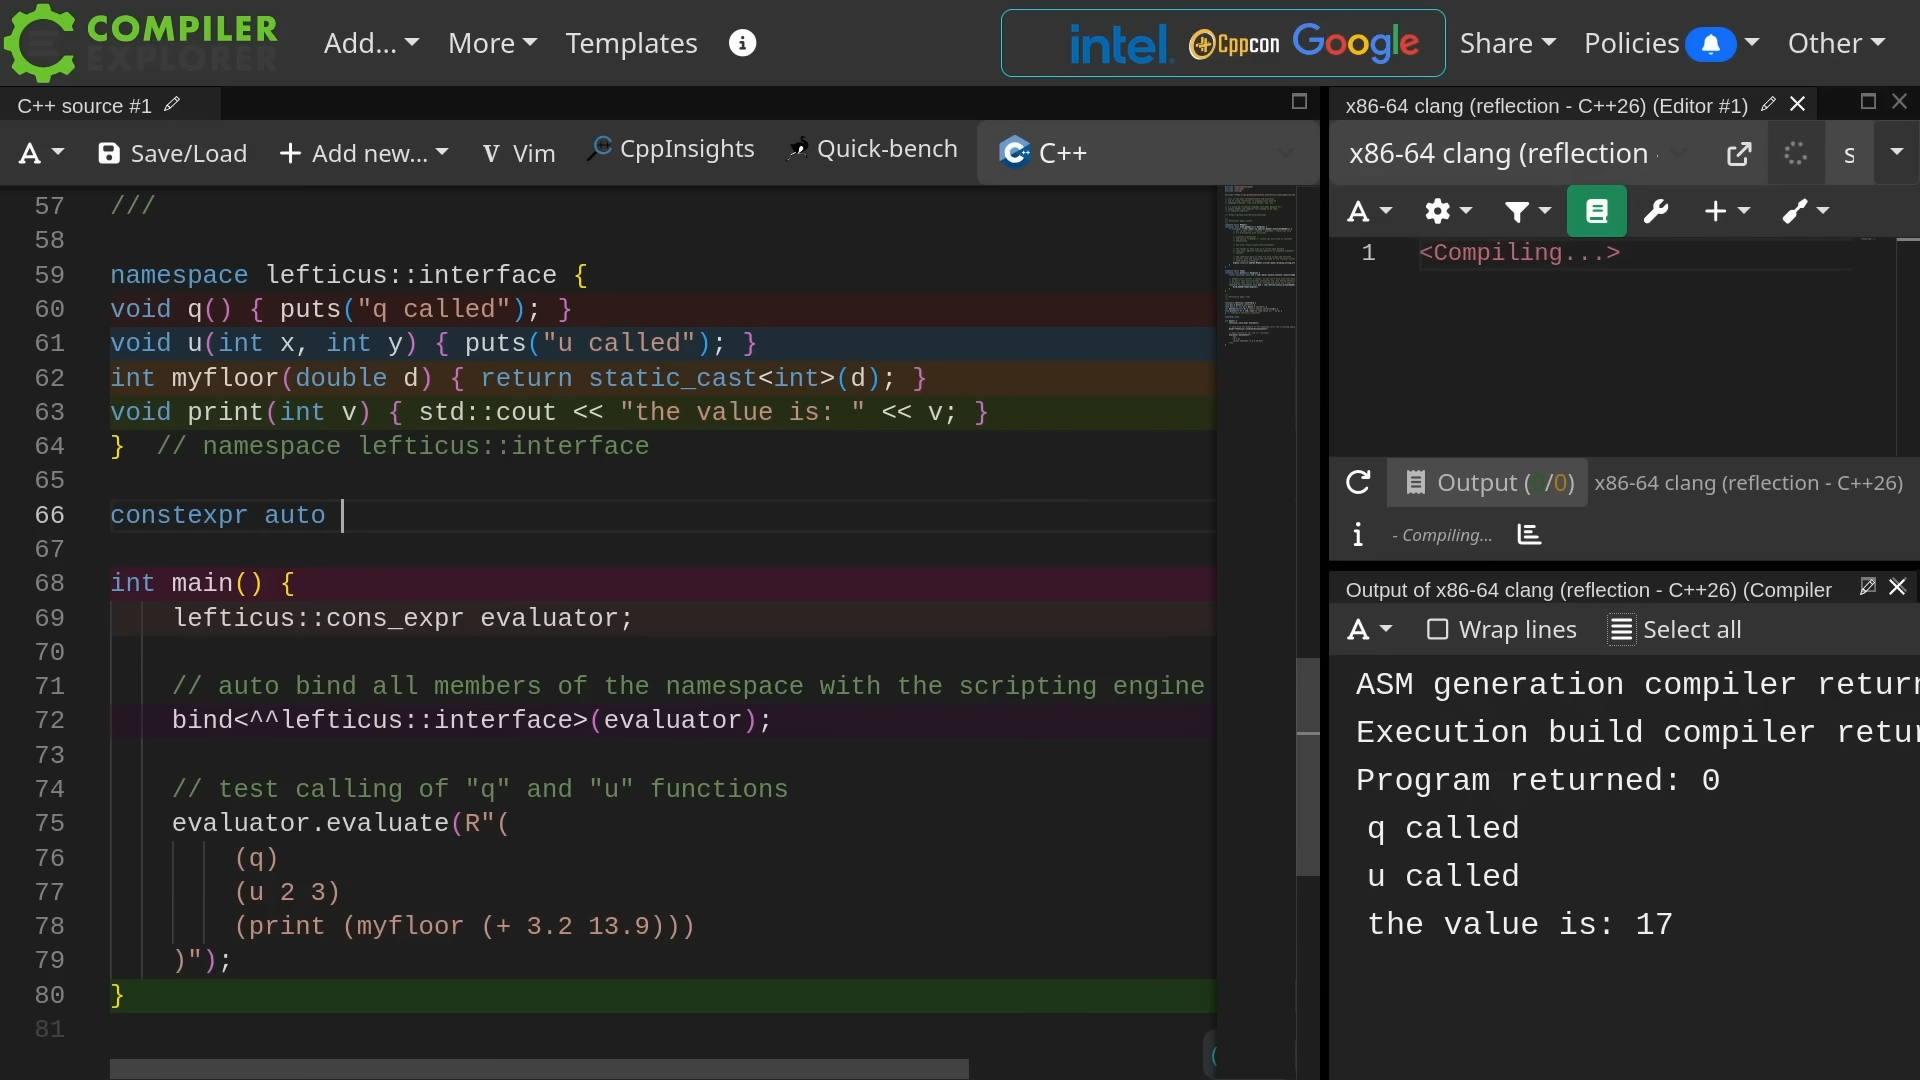 COMPILER EXPLORER
Add...
More
Templates
intel.
Cppcon
Google
Share
Policies
Other
C++ source #1
A
Save/Load
Add new...
V Vim
CppInsights
Quick-bench
C++
57 ///
58
59 namespace lefticus::interface {
60 void q() { puts("q called"); }
61 void u(int x, int y) { puts("u called"); }
62 int myfloor(double d) { return static_cast<int>(d); }
63 void print(int v) { std::cout << "the value is: " << v; }
64 } // namespace lefticus::interface
65
66 constexpr auto
67
68 int main() {
69 lefticus::cons_expr evaluator;
70
71 // auto bind all members of the namespace with the scripting engine
72 bind<^^lefticus::interface>(evaluator);
73
74 // test calling of "q" and "u" functions
75 evaluator.evaluate(R"(
76 (q)
77 (u 2 3)
78 (print (myfloor (+ 3.2 13.9)))
79 )");
80 }
81
x86-64 clang (reflection - C++26) (Editor #1)
x86-64 clang (reflection -
s
A
1 <Compiling...>
Output ( /0) x86-64 clang (reflection - C++26)
- Compiling...
Output of x86-64 clang (reflection - C++26) (Compiler
A
Wrap lines
Select all
ASM generation compiler return
Execution build compiler retur
Program returned: 0
q called
u called
the value is: 17